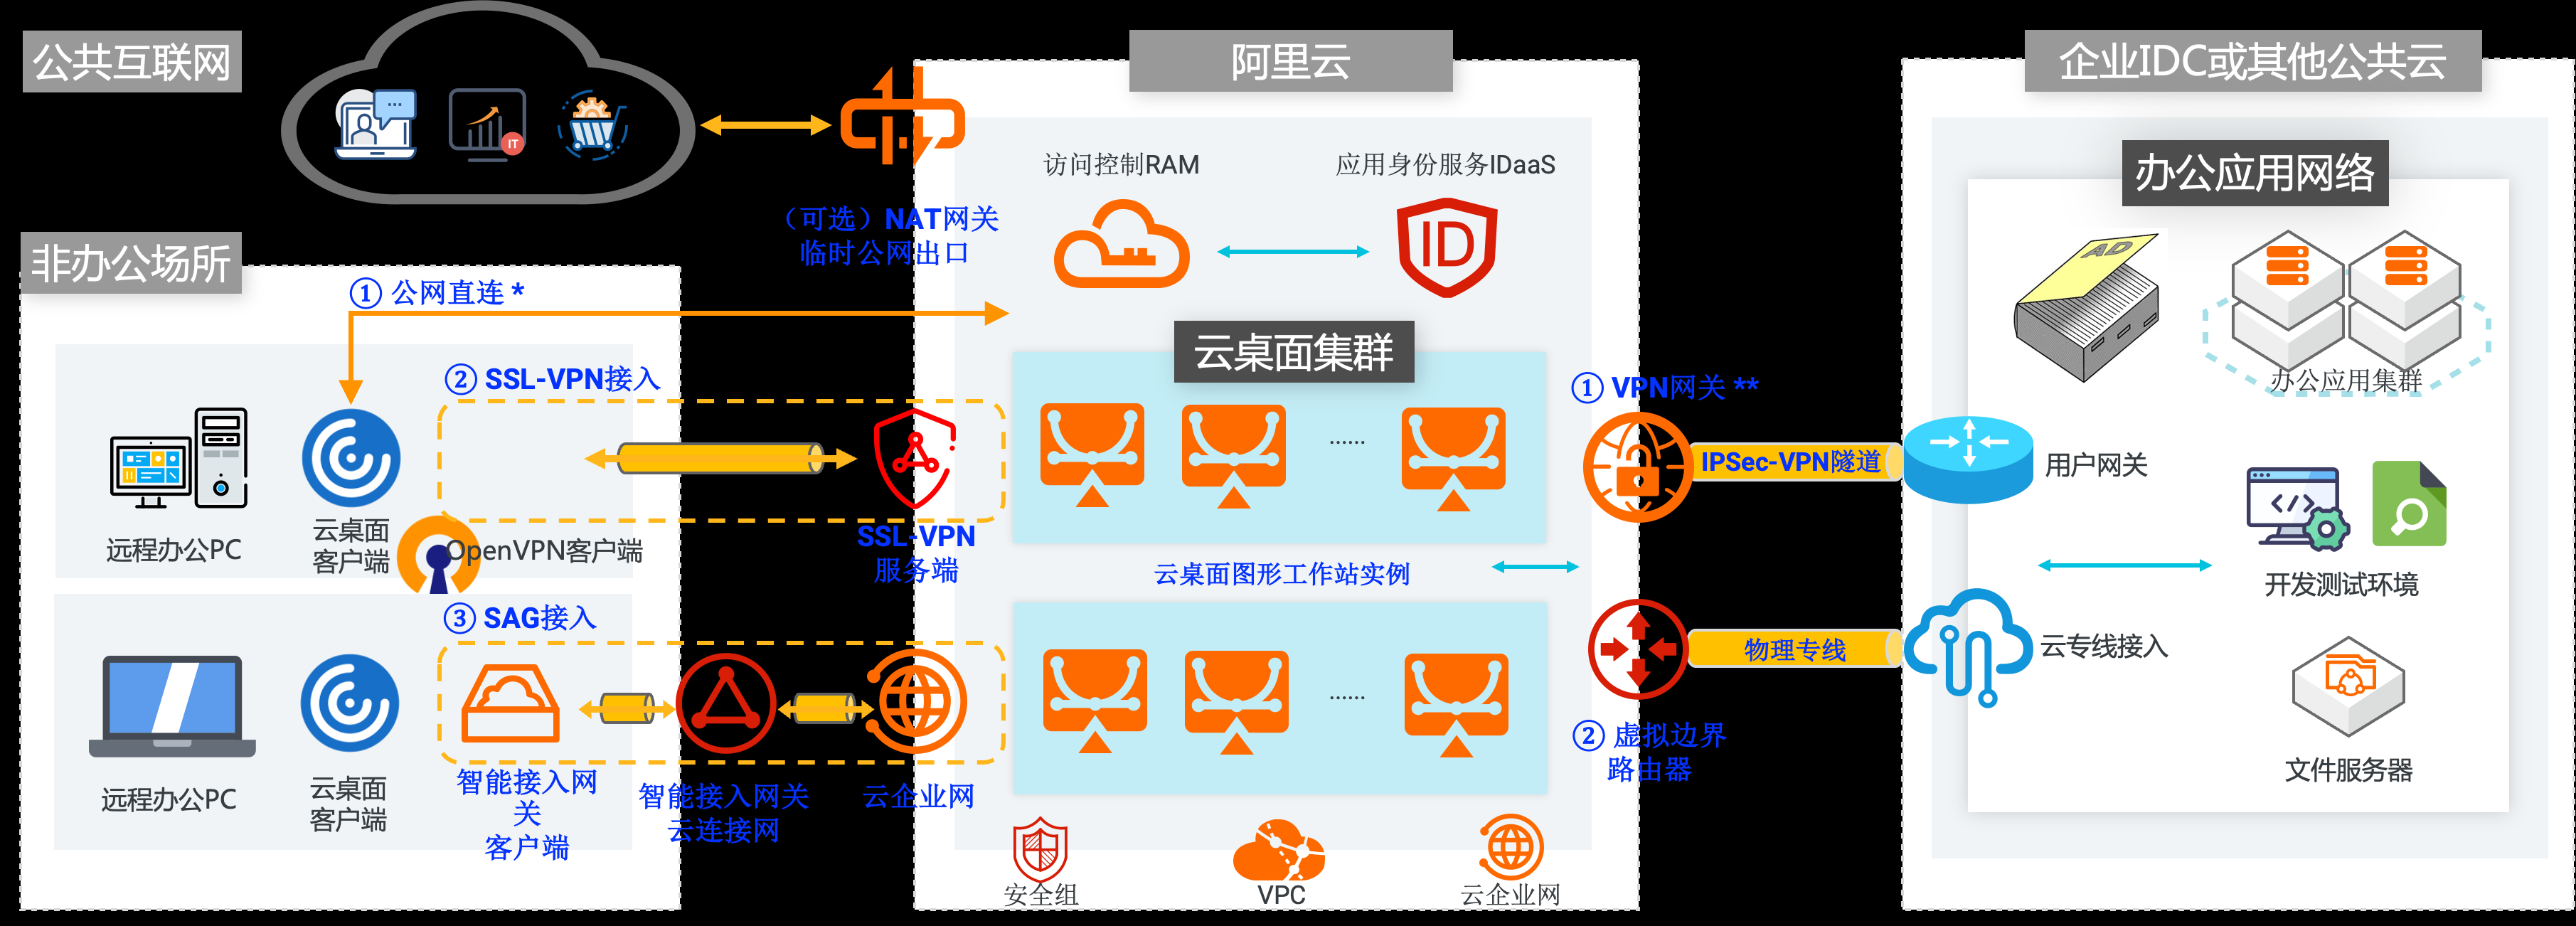 公共互联网
IT
非办公场所
① 公网直连 *
② SSL-VPN接入
远程办公PC
云桌面
客户端
OpenVPN客户端
SSL-VPN
服务端
③ SAG接入
远程办公PC
云桌面
客户端
智能接入网
关
客户端
智能接入网关
云连接网
云企业网
（可选）NAT网关
临时公网出口
阿里云
访问控制RAM
应用身份服务IDaaS
ID
云桌面集群
......
云桌面图形工作站实例
......
安全组
VPC
云企业网
① VPN网关 **
IPSec-VPN隧道
物理专线
② 虚拟边界
路由器
企业IDC或其他公共云
办公应用网络
AD
办公应用集群
用户网关
</>
开发测试环境
云专线接入
文件服务器